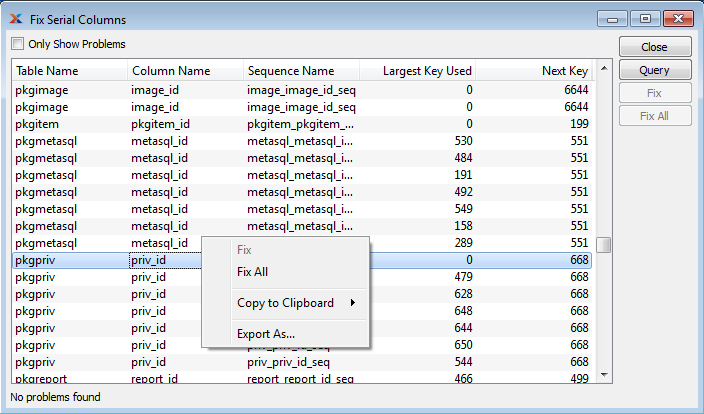 Fix Serial Columns
Only Show Problems
Close
Query
Fix
Fix All
Table Name Column Name Sequence Name Largest Key Used Next Key
pkgimage image_id image_image_id_seq 0 6644
pkgimage image_id image_image_id_seq 0 6644
pkgitem pkgitem_id pkgitem_pkgitem_... 0 199
pkgmetasql metasql_id metasql_metasql_i... 530 551
pkgmetasql metasql_id metasql_metasql_i... 484 551
pkgmetasql metasql_id metasql_metasql_i... 191 551
pkgmetasql metasql_id metasql_metasql_i... 492 551
pkgmetasql metasql_id metasql_metasql_i... 549 551
pkgmetasql metasql_id metasql_metasql_i... 158 551
pkgmetasql metasql_id 289 551
pkgpriv priv_id 0 668
pkgpriv priv_id 479 668
pkgpriv priv_id 628 668
pkgpriv priv_id 648 668
pkgpriv priv_id 644 668
pkgpriv priv_id priv_priv_id_seq 650 668
pkgpriv priv_id priv_priv_id_seq 544 668
pkgreport report_id report_report_id_seq 466 499
Fix
Fix All
Copy to Clipboard
Export As...
No problems found